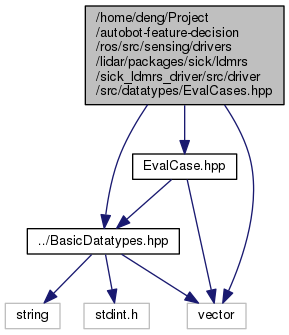 /home/deng/Project
/autobot-feature-decision
/ros/src/sensing/drivers
/lidar/packages/sick/ldmrs
/sick_ldmrs_driver/src/driver
/src/datatypes/EvalCases.hpp
EvalCase.hpp
../BasicDatatypes.hpp
string
stdint.h
vector